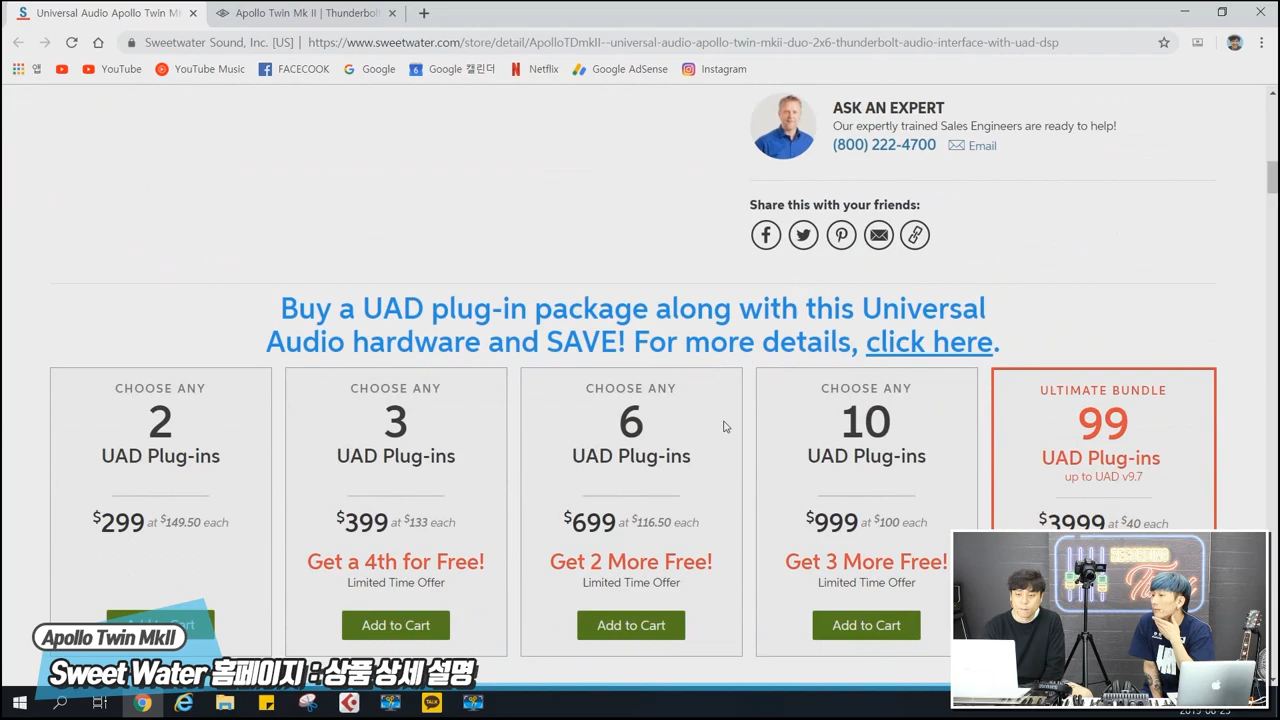 Universal Audio Apollo Twin M
Apollo Twin Mk II | Thunderbol
Sweetwater Sound, Inc. [US] | https://www.sweetwater.com/store/detail/ApolloTDmkII--universal-audio-apollo-twin-mkii-duo-2x6-thunderbolt-audio-interface-with-uad-dsp
앱 YouTube YouTube Music FACECOOK Google 6 Google 캘린더 N Netflix Google AdSense Instagram
ASK AN EXPERT
Our expertly trained Sales Engineers are ready to help!
(800) 222-4700 Email
Share this with your friends:
Buy a UAD plug-in package along with this Universal
Audio hardware and SAVE! For more details, click here.
CHOOSE ANY
2
UAD Plug-ins
$299 at $149.50 each
Add to Cart
CHOOSE ANY
3
UAD Plug-ins
$399 at $133 each
Get a 4th for Free!
Limited Time Offer
Add to Cart
CHOOSE ANY
6
UAD Plug-ins
$699 at $116.50 each
Get 2 More Free!
Limited Time Offer
Add to Cart
CHOOSE ANY
10
UAD Plug-ins
$999 at $100 each
Get 3 More Free!
Limited Time Offer
Add to Cart
ULTIMATE BUNDLE
99
UAD Plug-ins
up to UAD v9.7
$3999 at $40 each
Apollo Twin MkII
Sweet Water 홈페이지 : 상품 상세 설명
TALK